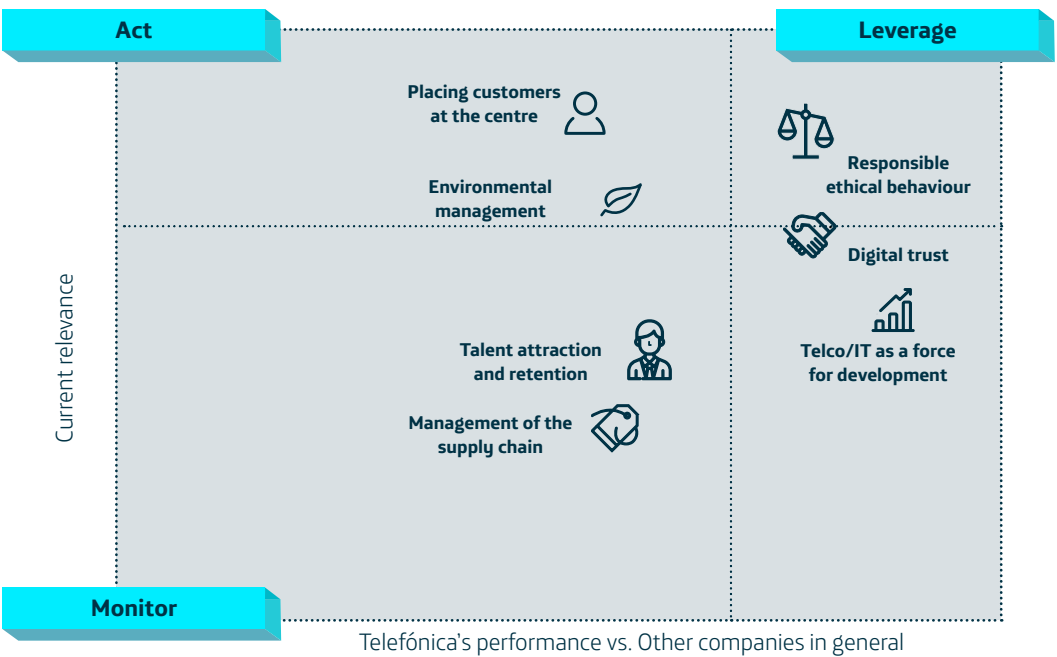 Act
Leverage
Placing customers
at the centre
Responsible
ethical behaviour
Environmental
management
Digital trust
Current relevance
Talent attraction
and retention
Telco/IT as a force
for development
Management of the
supply chain
Monitor
Telefónica's performance vs. Other companies in general